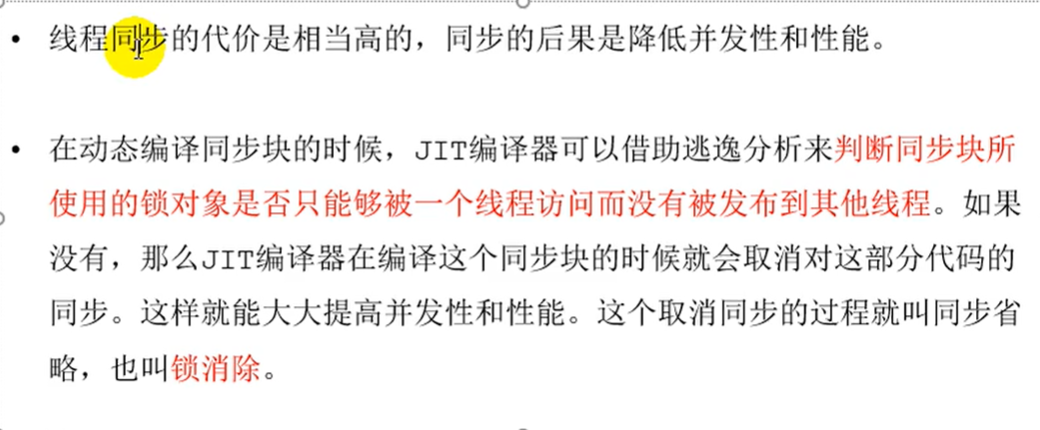 • 线程同步的代价是相当高的，同步的后果是降低并发性和性能。
• 在动态编译同步块的时候，JIT编译器可以借助逃逸分析来判断同步块所
使用的锁对象是否只能够被一个线程访问而没有被发布到其他线程。如果
没有，那么JIT编译器在编译这个同步块的时候就会取消对这部分代码的
同步。这样就能大大提高并发性和性能。这个取消同步的过程就叫同步省
略，也叫锁消除。